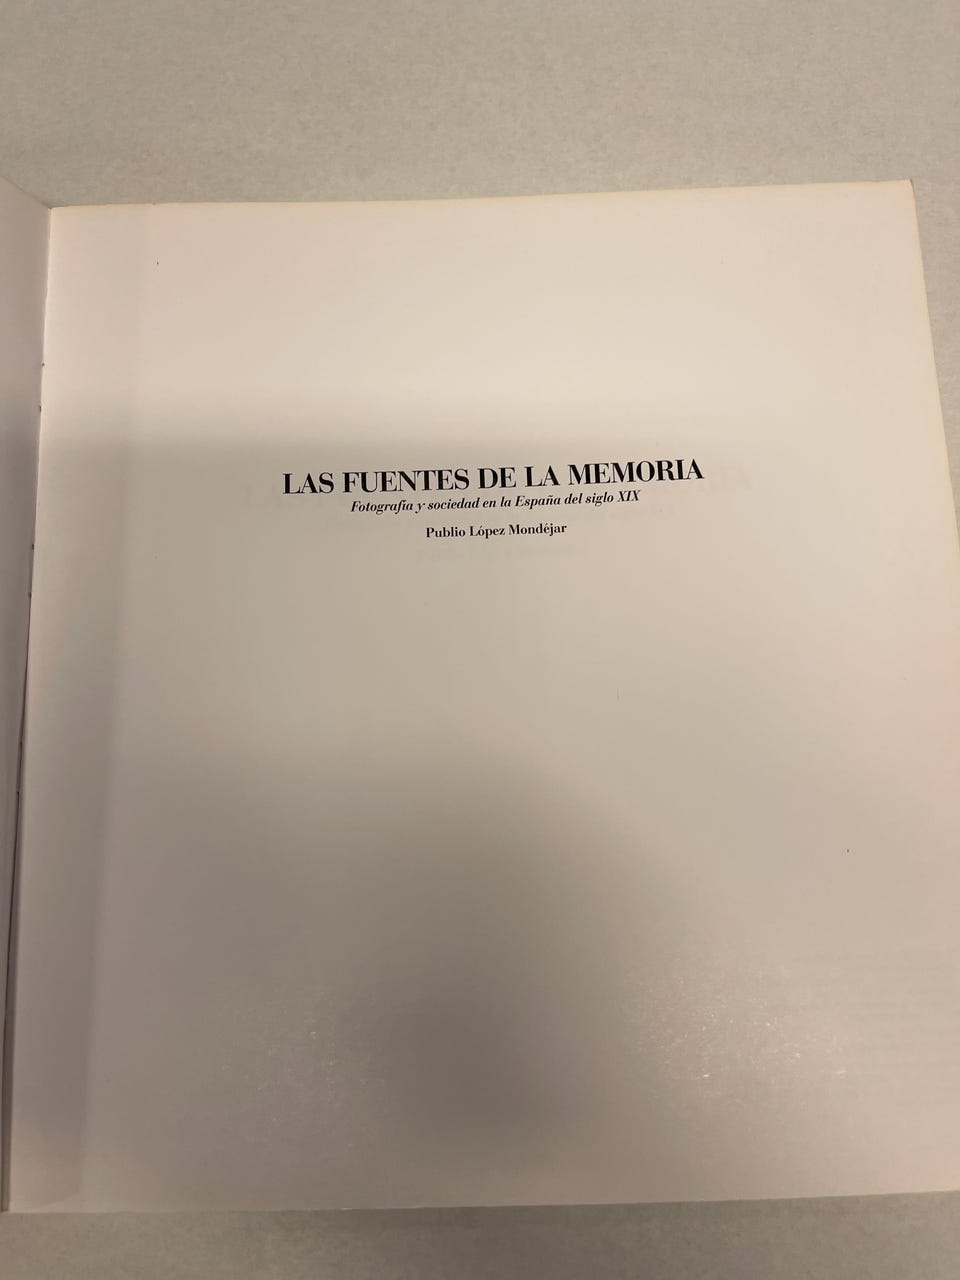 LAS FUENTES DE LA MEMORIA
Fotografía y sociedad en la España del siglo XIX
Publio López Mondéjar